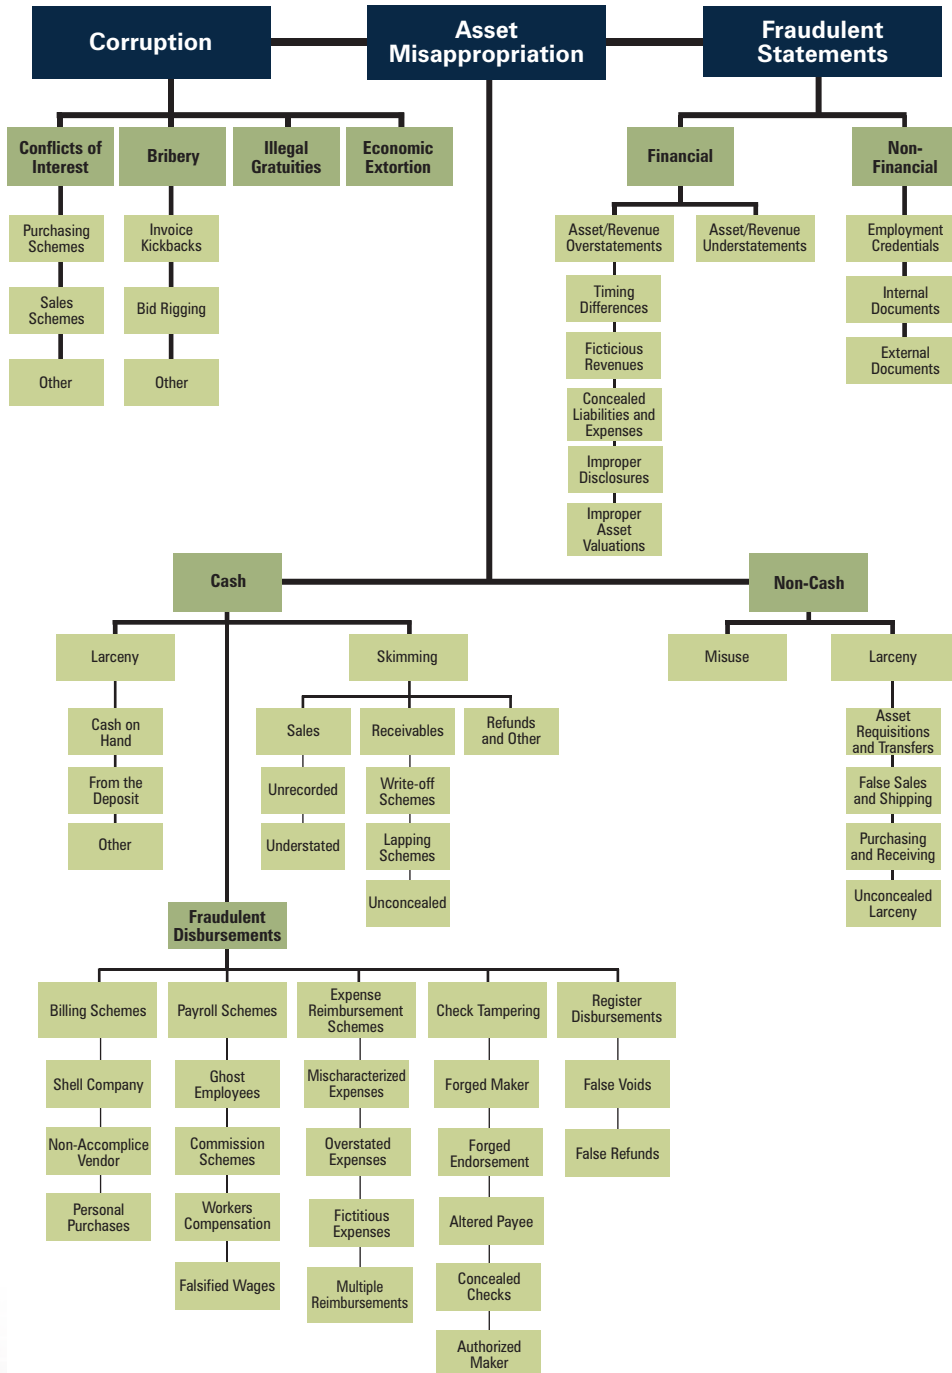 Corruption
Asset
Misappropriation
Fraudulent
Statements
Conflicts of
Interest
Bribery
Illegal
Gratuities
Economic
Extortion
Financial
Non-
Financial
Purchasing
Schemes
Sales
Schemes
Other
Invoice
Kickbacks
Bid Rigging
Other
Asset/Revenue
Overstatements
Asset/Revenue
Understatements
Timing
Differences
Ficticious
Revenues
Concealed
Liabilities and
Expenses
Improper
Disclosures
Improper
Asset
Valuations
Employment
Credentials
Internal
Documents
External
Documents
Cash
Non-Cash
Larceny
Cash on
Hand
From the
Deposit
Other
Skimming
Sales
Unrecorded
Understated
Receivables
Write-off
Schemes
Lapping
Schemes
Unconcealed
Refunds
and Other
Misuse
Larceny
Asset
Requisitions
and Transfers
False Sales
and Shipping
Purchasing
and Receiving
Unconcealed
Larceny
Fraudulent
Disbursements
Billing Schemes
Shell Company
Non-Accomplice
Vendor
Personal
Purchases
Payroll Schemes
Ghost
Employees
Commission
Schemes
Workers
Compensation
Falsified Wages
Expense
Reimbursement
Schemes
Mischaracterized
Expenses
Overstated
Expenses
Fictitious
Expenses
Multiple
Reimbursements
Check Tampering
Forged Maker
Forged
Endorsement
Altered Payee
Concealed
Checks
Authorized
Maker
Register
Disbursements
False Voids
False Refunds